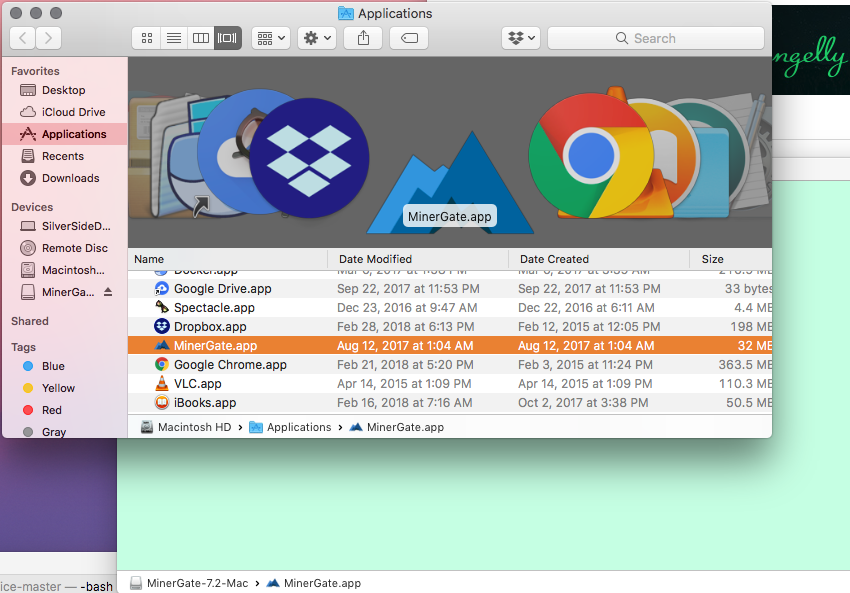 Applications
Search
ngelly
Favorites
Desktop
iCloud Drive
Applications
Recents
Downloads
Devices
SilverSideD...
Remote Disc
Macintosh...
MinerGa...
Shared
Tags
Blue
Yellow
Red
Gray
MinerGate.app
Name Date Modified Date Created Size
Docker.app
Google Drive.app Sep 22, 2017 at 11:53 PM Sep 22, 2017 at 11:53 PM 33 bytes
Spectacle.app Dec 23, 2016 at 9:47 AM Dec 22, 2016 at 6:11 AM 4.4 MB
Dropbox.app Feb 28, 2018 at 6:13 PM Feb 12, 2015 at 12:05 PM 198 MB
MinerGate.app Aug 12, 2017 at 1:04 AM Aug 12, 2017 at 1:04 AM 32 MB
Google Chrome.app Feb 21, 2018 at 5:20 PM Feb 3, 2015 at 11:24 PM 363.5 MB
VLC.app Apr 14, 2015 at 1:09 PM Apr 14, 2015 at 1:09 PM 110.3 MB
iBooks.app Feb 16, 2018 at 7:16 AM Oct 2, 2017 at 3:38 PM 50.5 MB
Macintosh HD › Applications › MinerGate.app
ice-master — -bash
MinerGate-7.2-Mac › MinerGate.app